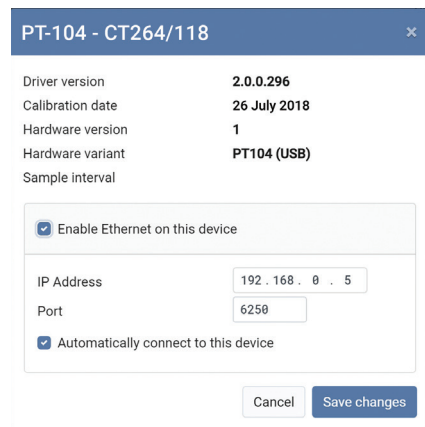 PT-104 - CT264/118 ×
Driver version 2.0.0.296
Calibration date 26 July 2018
Hardware version 1
Hardware variant PT104 (USB)
Sample interval
Enable Ethernet on this device
IP Address 192.168. 0 . 5
Port 6250
Automatically connect to this device
Cancel Save changes